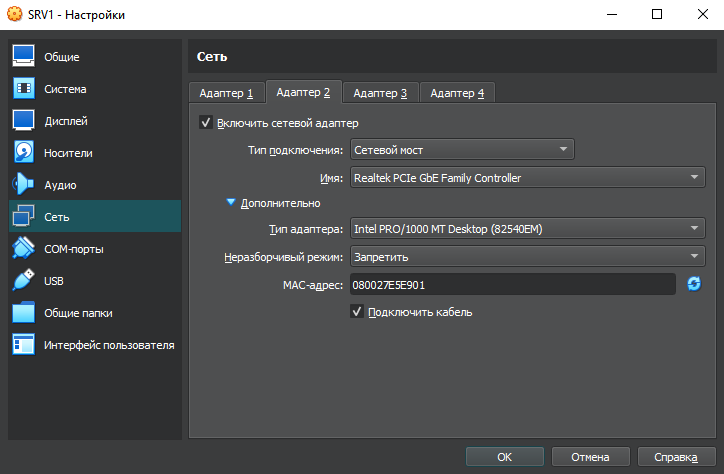 SRV1 - Настройки
Общие
Система
Дисплей
Носители
Аудио
Сеть
COM-порты
USB
Общие папки
Интерфейс пользователя
Сеть
Адаптер 1 Адаптер 2 Адаптер 3 Адаптер 4
Включить сетевой адаптер
Тип подключения: Сетевой мост
Имя: Realtek PCIe GbE Family Controller
Дополнительно
Тип адаптера: Intel PRO/1000 MT Desktop (82540EM)
Неразборчивый режим: Запретить
MAC-адрес: 080027E5E901
Подключить кабель
OK Отмена Справка